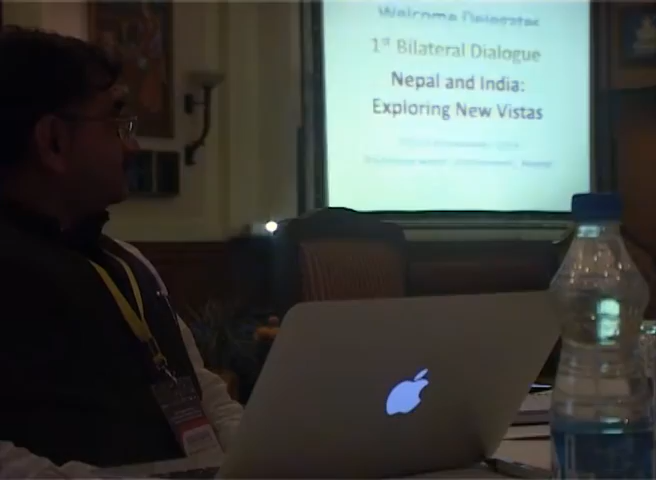 Welcome Delegates
1st Bilateral Dialogue
Nepal and India:
Exploring New Vistas